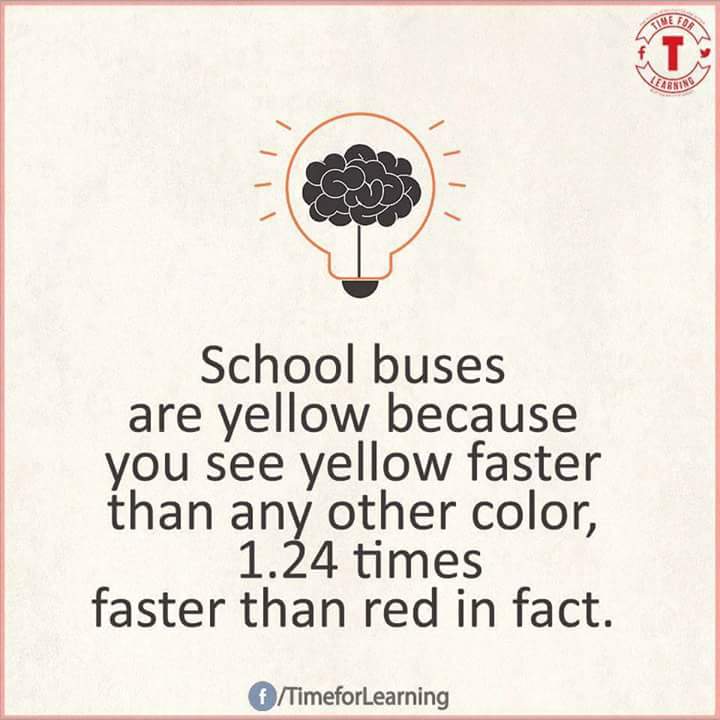 TIME FOR
f T
LEARNING
School buses
are yellow because
you see yellow faster
than any other color,
1.24 times
faster than red in fact.
f/TimeforLearning